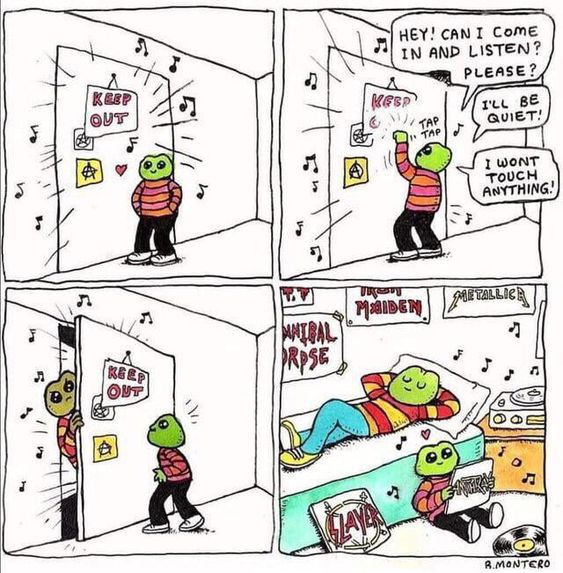 KEEP
OUT
HEY! CAN I COME
IN AND LISTEN?
PLEASE?
KEEP
TAP
TAP
I'LL BE
QUIET!
I WONT
TOUCH
ANYTHING!
KEEP
OUT
MAIDEN
METALLICA
SLAYER
R.MONTERO